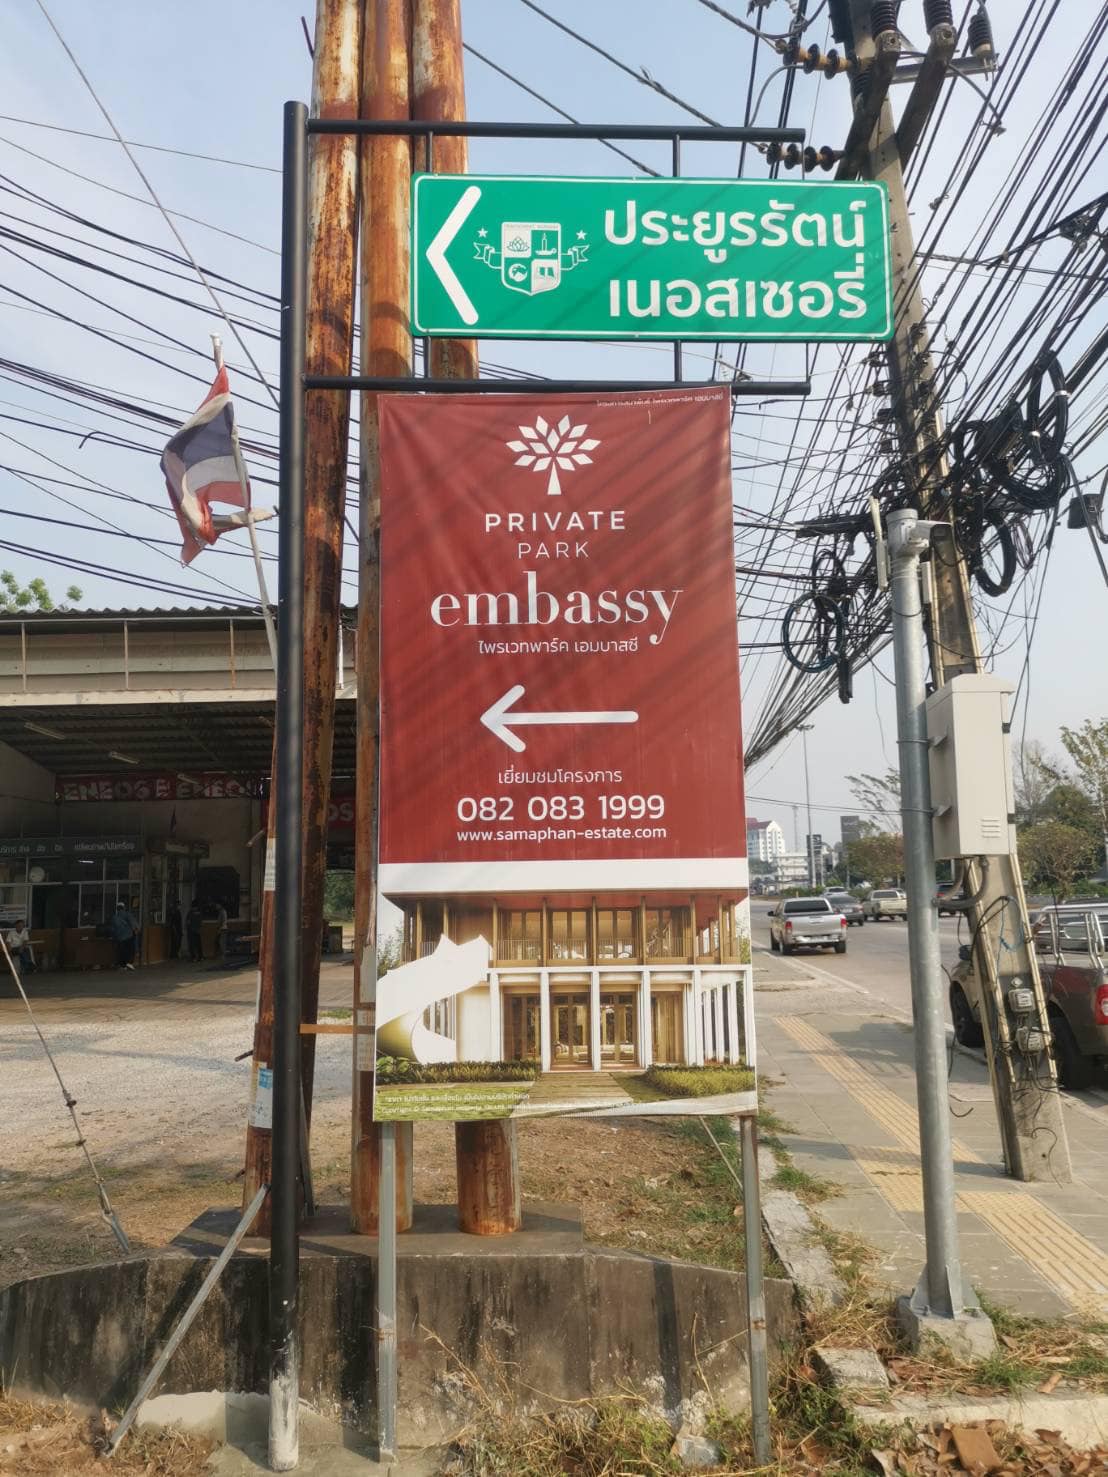 ประยูรรัตน์
เนอสเซอรี่
PRIVATE
PARK
embassy
ไพรเวทพาร์ค เอมบาสซี
เยี่ยมชมโครงการ
082 083 1999
www.samaphan-estate.com
ENEOS